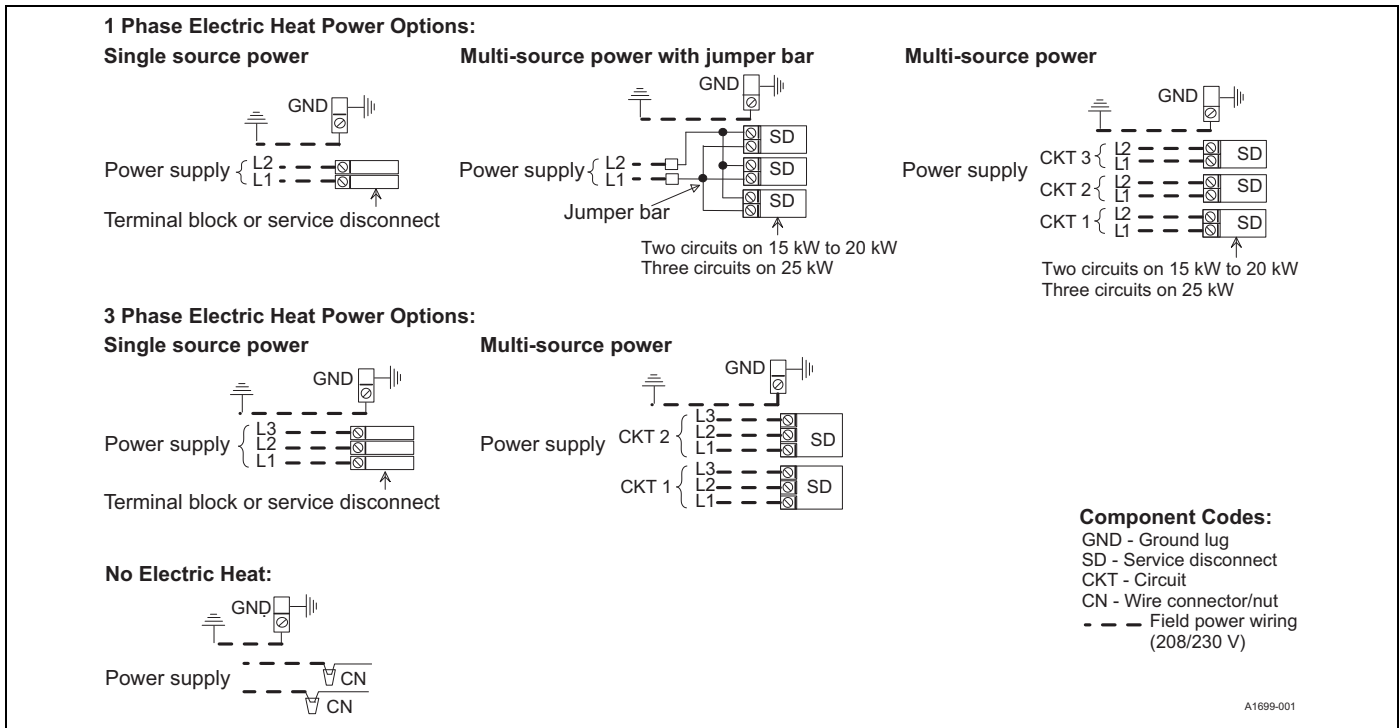 1 Phase Electric Heat Power Options:
Single source power
GND
Power supply { L2
L1
Terminal block or service disconnect
Multi-source power with jumper bar
GND
SD
Power supply { L2
L1
SD
SD
Jumper bar
Two circuits on 15 kW to 20 kW
Three circuits on 25 kW
Multi-source power
GND
Power supply
CKT 3 { L2
L1
SD
CKT 2 { L2
L1
SD
CKT 1 { L2
L1
SD
Two circuits on 15 kW to 20 kW
Three circuits on 25 kW
3 Phase Electric Heat Power Options:
Single source power
GND
Power supply { L3
L2
L1
Terminal block or service disconnect
Multi-source power
GND
Power supply
CKT 2 { L3
L2
L1
SD
CKT 1 { L3
L2
L1
SD
No Electric Heat:
GND
Power supply
CN
CN
Component Codes:
GND - Ground lug
SD - Service disconnect
CKT - Circuit
CN - Wire connector/nut
Field power wiring
(208/230 V)
A1699-001